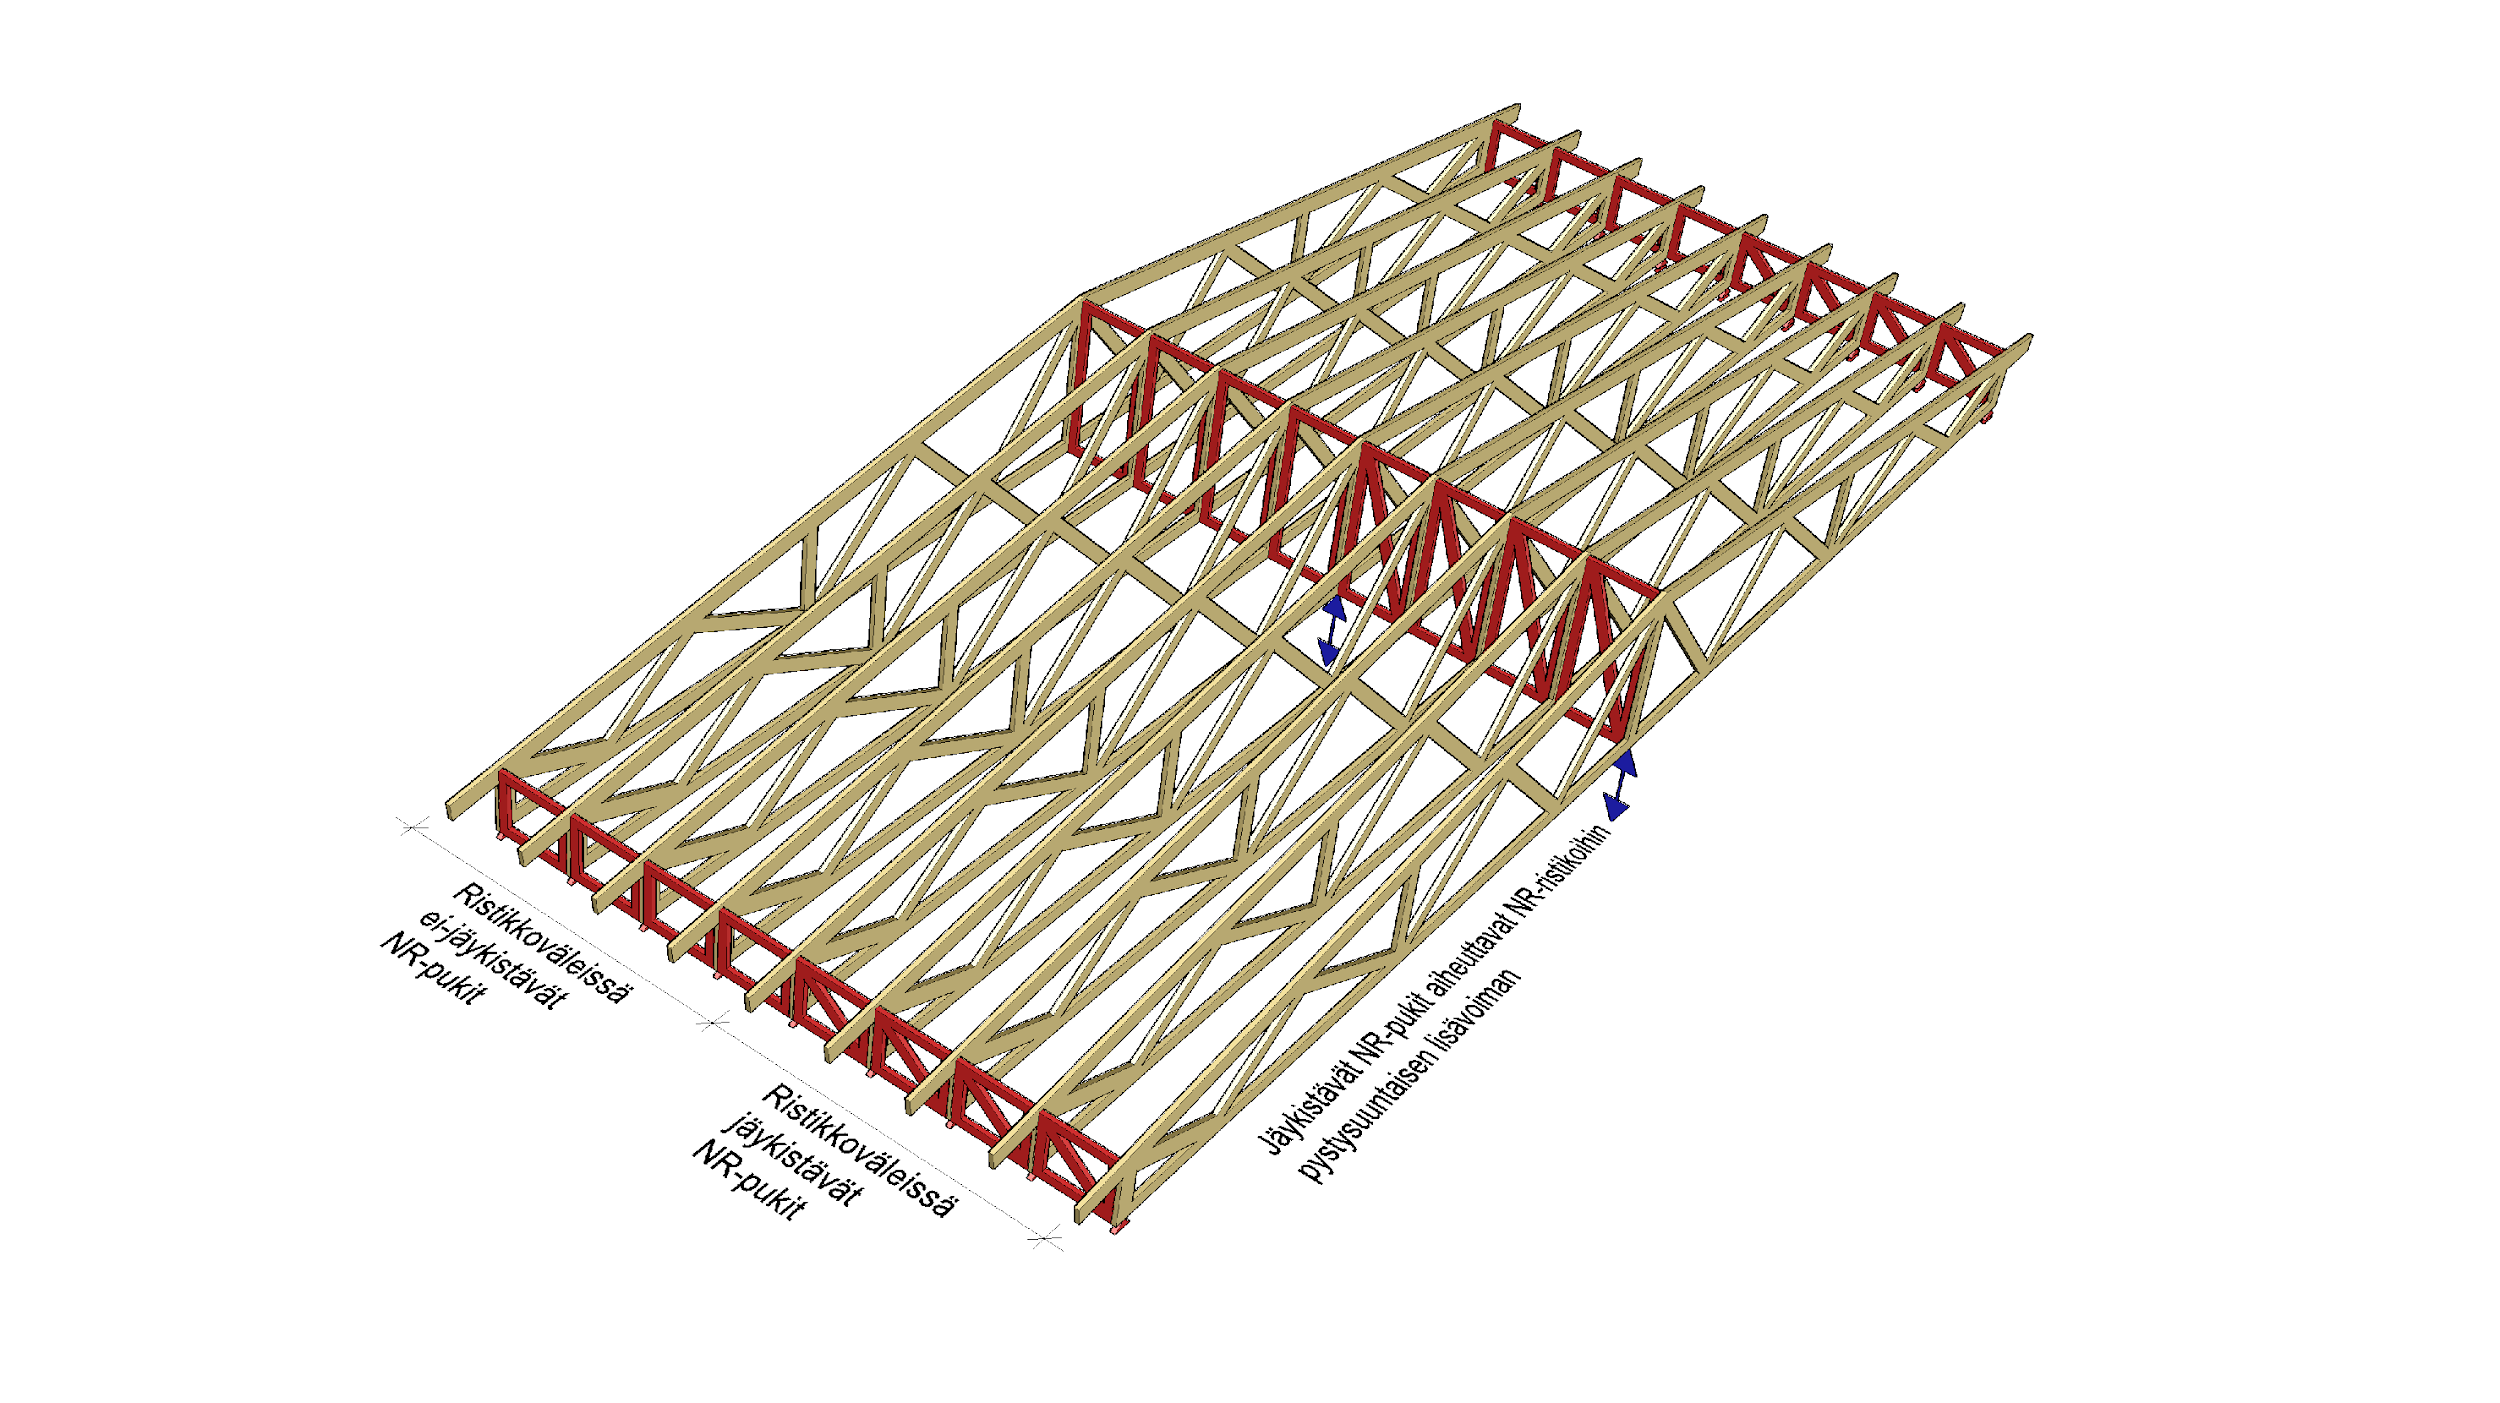 Ristikkoväleissä
ei-jäykistävät
NR-pukit
Ristikkoväleissä
jäykistävät
NR-pukit
Jäykistävät NR-pukit aiheuttavat NR-ristikoihin
pystysuuntaisen lisävoiman